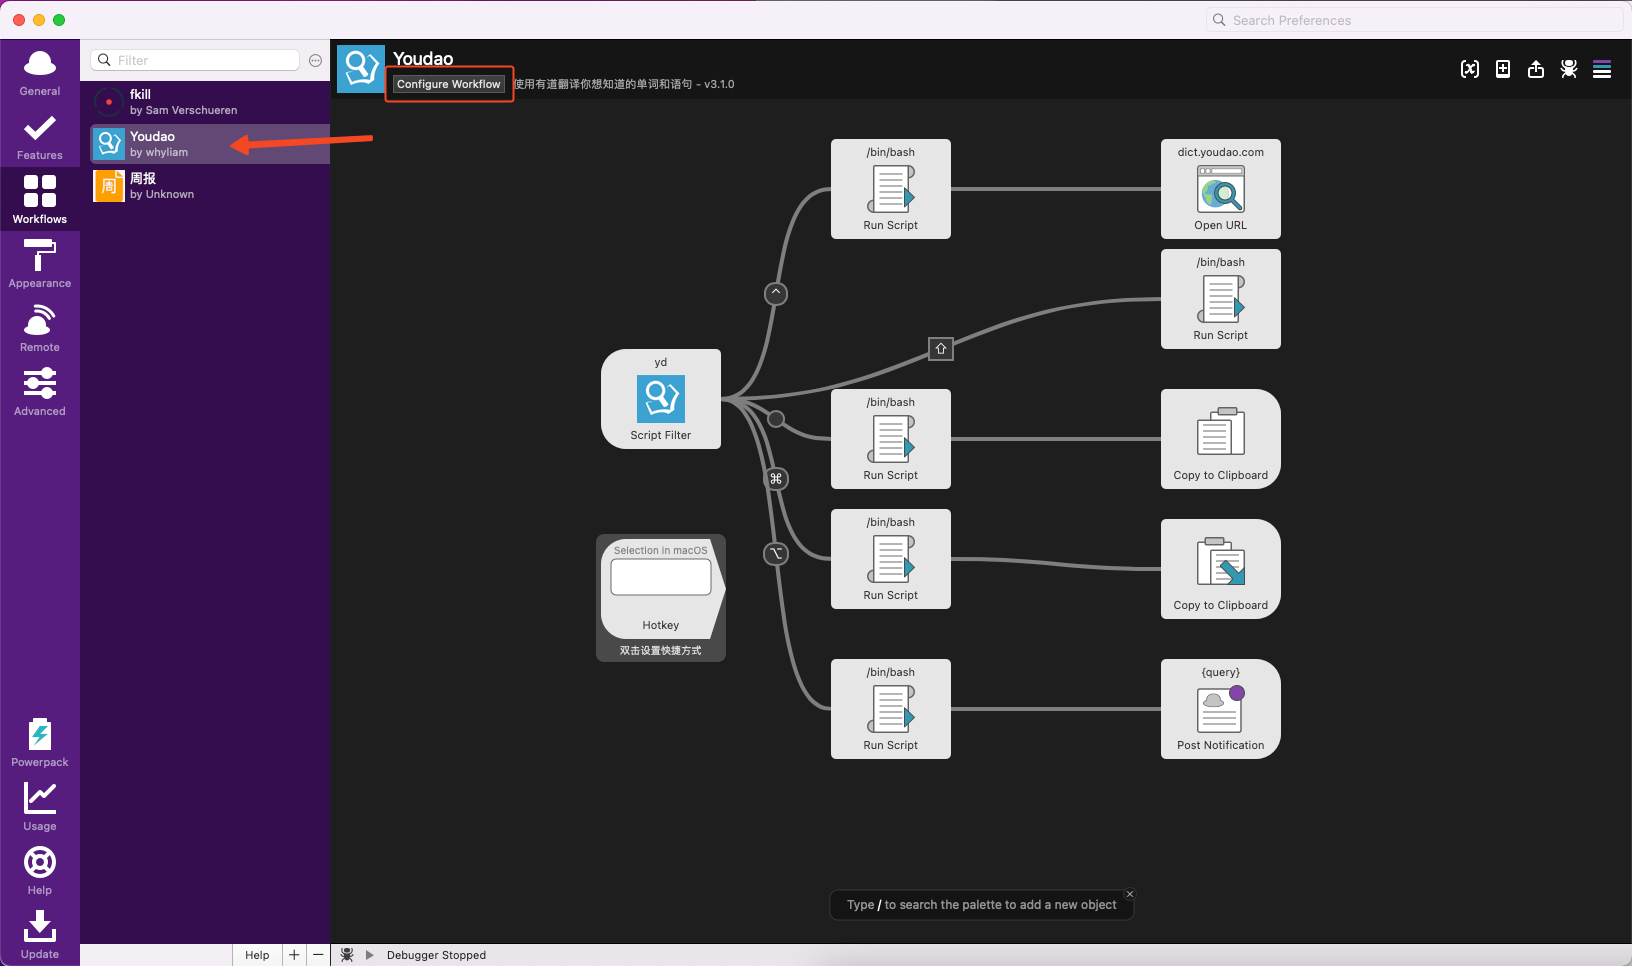 Search Preferences
General
Features
Workflows
Appearance
Remote
Advanced
Powerpack
Usage
Help
Update
Filter
fkill
by Sam Verschueren
Youdao
by whyliam
周
周报
by Unknown
Help
Youdao
Configure Workflow
使用有道翻译你想知道的单词和语句 - v3.1.0
/bin/bash
Run Script
dict.youdao.com
Open URL
/bin/bash
Run Script
yd
Script Filter
/bin/bash
Run Script
Copy to Clipboard
/bin/bash
Run Script
Copy to Clipboard
Selection in macOS
Hotkey
双击设置快捷方式
/bin/bash
Run Script
{query}
Post Notification
Type / to search the palette to add a new object
Debugger Stopped